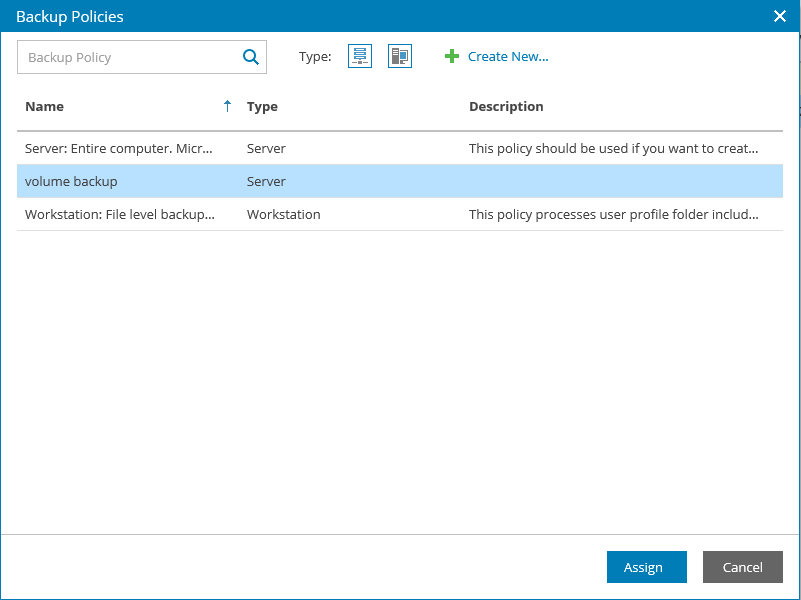 Backup Policies
Backup Policy Type: Create New...
Name Type Description
Server: Entire computer. Micr... Server This policy should be used if you want to creat...
volume backup Server
Workstation: File level backup... Workstation This policy processes user profile folder includ...
Assign Cancel